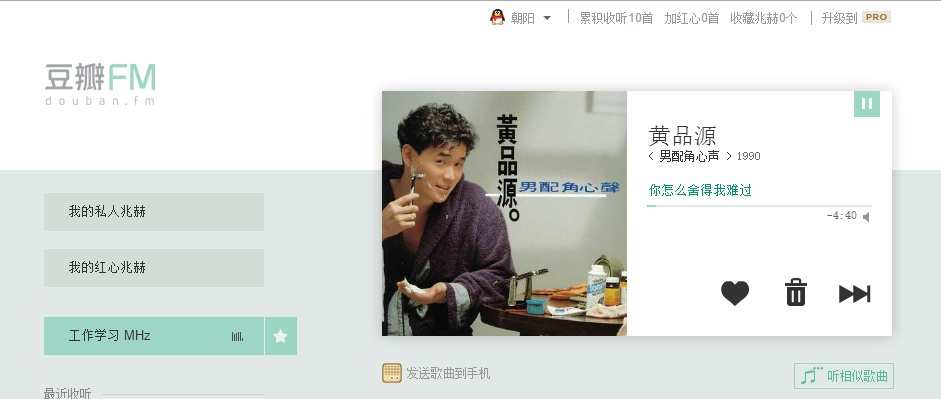 朝阳
累积收听10首 加红心0首 收藏兆赫0个
升级到 PRO
豆瓣FM
douban.fm
黃品源。
男配角心聲
黄品源
< 男配角心声 > 1990
你怎么舍得我难过
-4:40
我的私人兆赫
我的红心兆赫
工作学习 MHz
最近收听
发送歌曲到手机
听相似歌曲